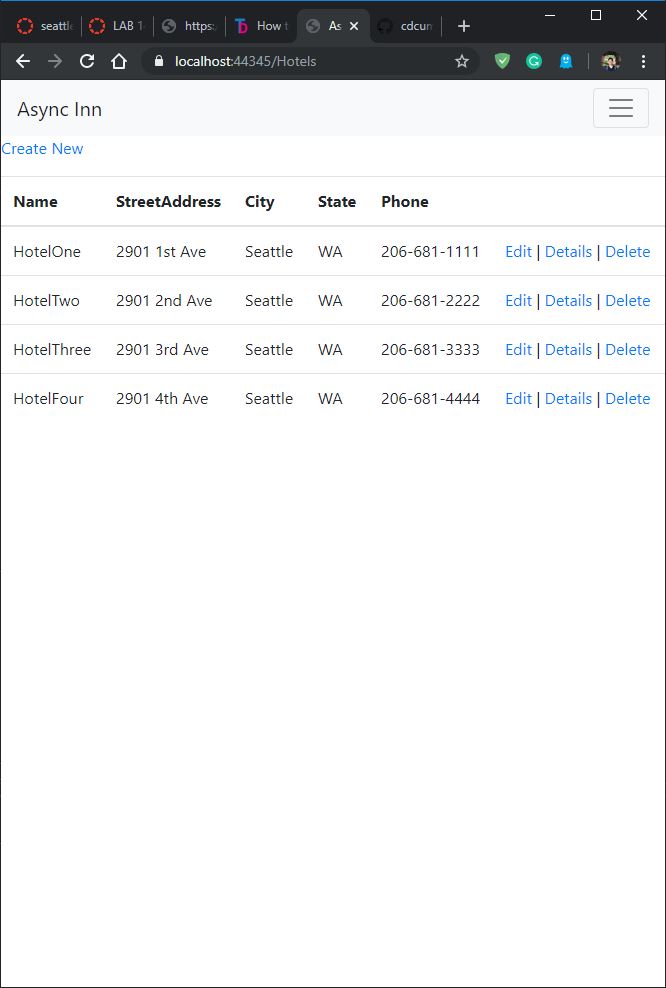 seattle LAB 1 https: How t As cdcum
localhost:44345/Hotels
Async Inn
Create New
Name StreetAddress City State Phone
HotelOne 2901 1st Ave Seattle WA 206-681-1111 Edit | Details | Delete
HotelTwo 2901 2nd Ave Seattle WA 206-681-2222 Edit | Details | Delete
HotelThree 2901 3rd Ave Seattle WA 206-681-3333 Edit | Details | Delete
HotelFour 2901 4th Ave Seattle WA 206-681-4444 Edit | Details | Delete